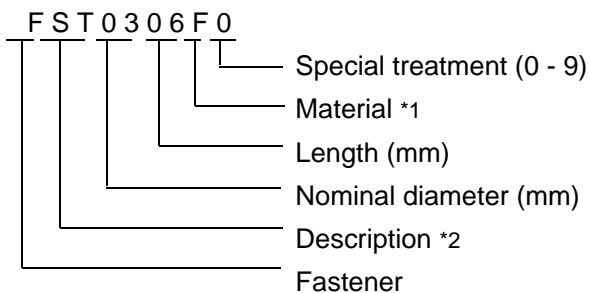 F S T 0 3 0 6 F 0
Special treatment (0 - 9)
Material *1
Length (mm)
Nominal diameter (mm)
Description *2
Fastener